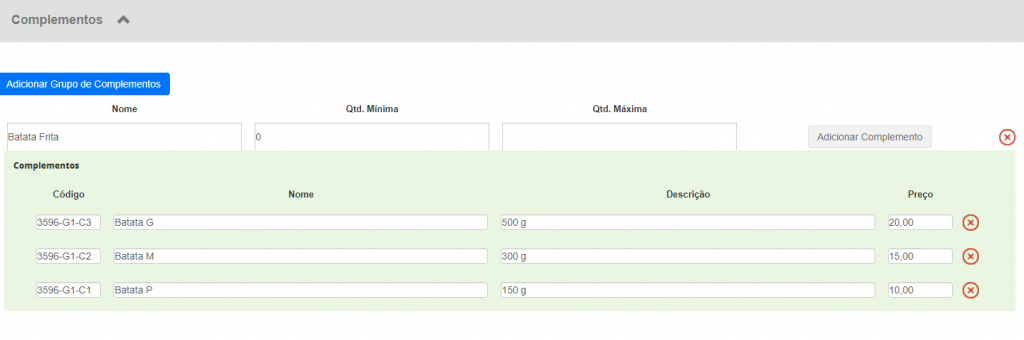 Complementos
Adicionar Grupo de Complementos
Nome Qtd. Mínima Qtd. Máxima
Batata Frita 0 Adicionar Complemento
Complementos
Código Nome Descrição Preço
3596-G1-C3 Batata G 500 g 20,00
3596-G1-C2 Batata M 300 g 15,00
3596-G1-C1 Batata P 150 g 10,00